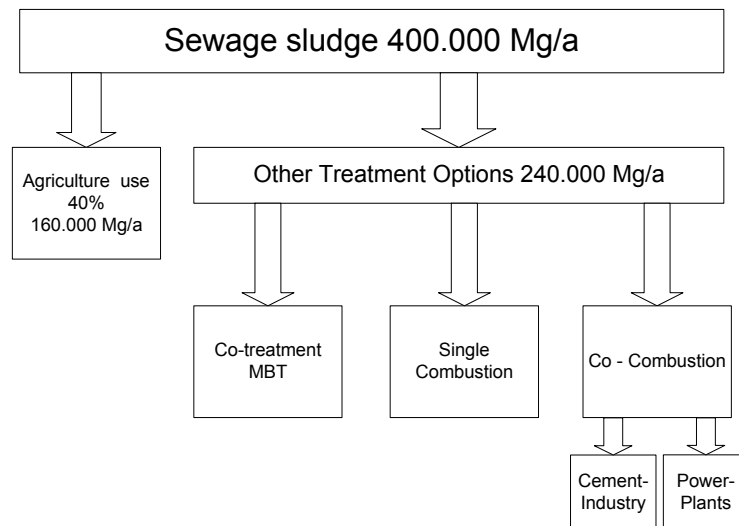 Sewage sludge 400.000 Mg/a
Agriculture use
40%
160.000 Mg/a
Other Treatment Options 240.000 Mg/a
Co-treatment
MBT
Single
Combustion
Co - Combustion
Cement-
Industry
Power-
Plants